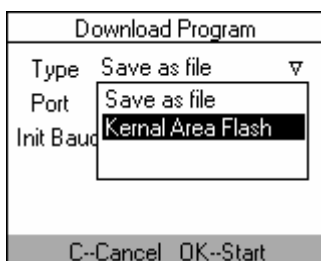 Download Program
Type Save as file ▽
Port Save as file
Kernal Area Flash
Init Baud
C--Cancel OK--Start